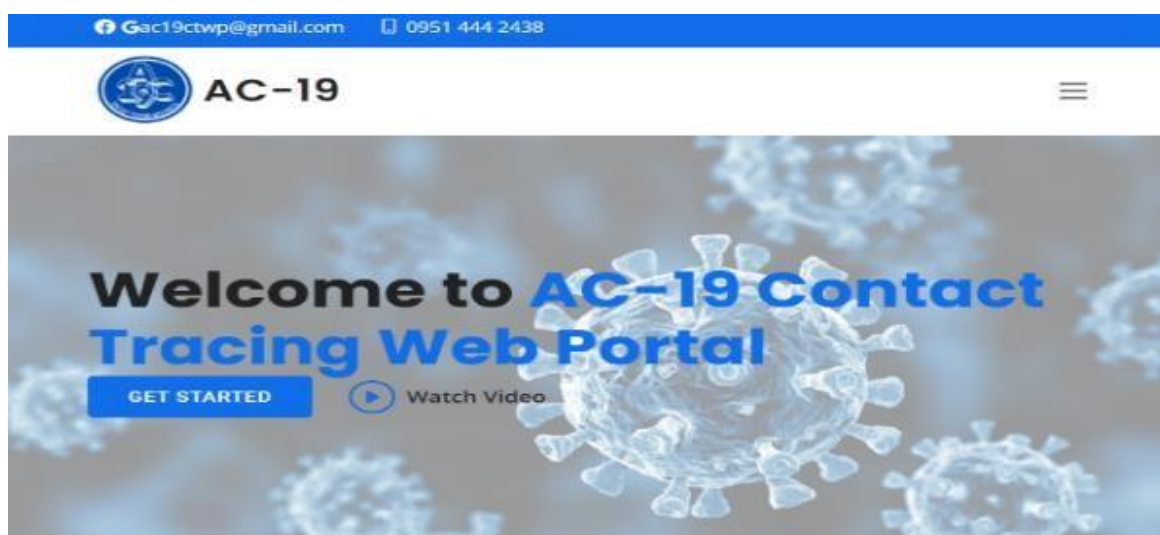 Gac19ctwp@gmail.com 0951 444 2438
AC-19
Welcome to AC-19 Contact
Tracing Web Portal
GET STARTED Watch Video